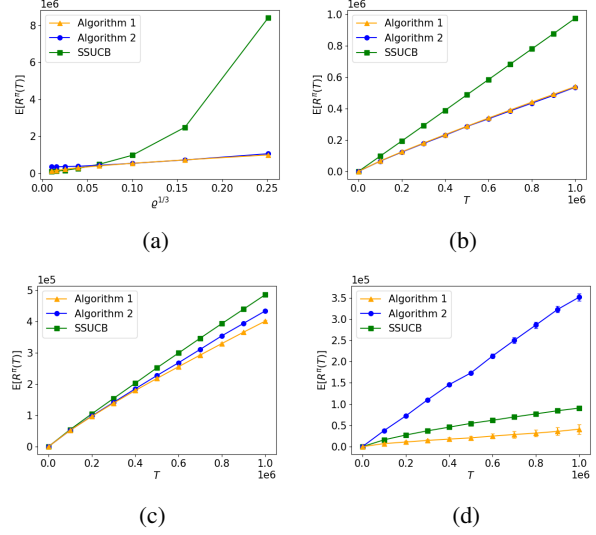 1e6
Algorithm 1
Algorithm 2
SSUCB
E[R^π(T)]
8
6
4
2
0
0.00 0.05 0.10 0.15 0.20 0.25
ϱ^1/3
(a)
1e6
Algorithm 1
Algorithm 2
SSUCB
E[R^π(T)]
1.0
0.8
0.6
0.4
0.2
0.0
0.0 0.2 0.4 0.6 0.8 1.0
T
1e6
(b)
1e5
Algorithm 1
Algorithm 2
SSUCB
E[R^π(T)]
5
4
3
2
1
0
0.0 0.2 0.4 0.6 0.8 1.0
T
1e6
(c)
1e5
Algorithm 1
Algorithm 2
SSUCB
E[R^π(T)]
3.5
3.0
2.5
2.0
1.5
1.0
0.5
0.0
0.0 0.2 0.4 0.6 0.8 1.0
T
1e6
(d)